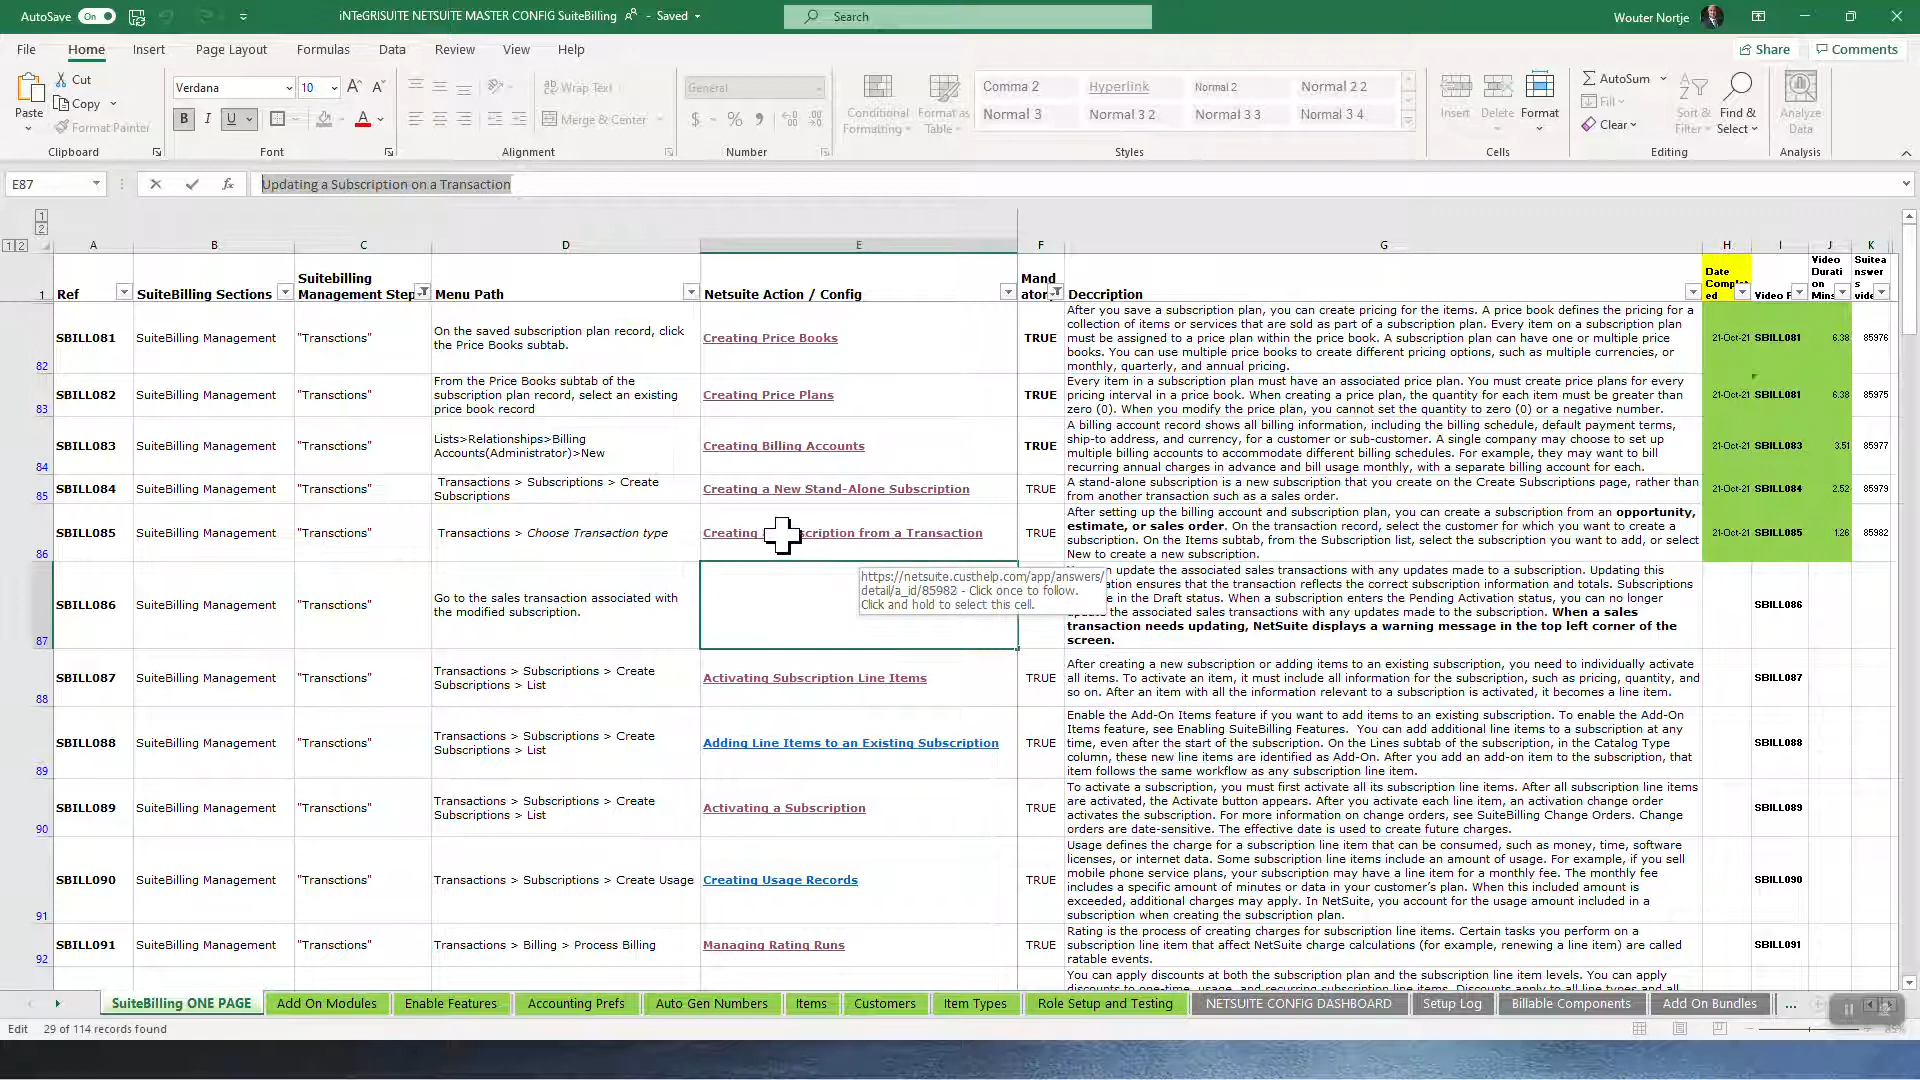 AutoSave On iNTeGRISUITE NETSUITE MASTER CONFIG SuiteBilling - Saved Search Wouter Nortje
File Home Insert Page Layout Formulas Data Review View Help Share Comments
Cut
Copy
Format Painter
Paste
Verdana 10
B I U
Wrap Text
Merge & Center
General
Conditional Formatting
Format as Table
Comma 2 Hyperlink Normal 2 Normal 2 2
Normal 3 Normal 3 2 Normal 3 3 Normal 3 4
Insert Delete Format
AutoSum
Fill
Clear
Sort & Filter
Find & Select
Analyze Data
Clipboard Font Alignment Number Styles Cells Editing Analysis
E87 fx Updating a Subscription on a Transaction
1
2
1 2 A B C D E F G H I J K
1 Ref SuiteBilling Sections Suitebilling Management Step Menu Path Netsuite Action / Config Mand ator Deccription Date Complet ed Video F Video Durati on Mins Suitea nswer s vide
82 SBILL081 SuiteBilling Management "Transctions" On the saved subscription plan record, click
the Price Books subtab.
Creating Price Books TRUE
After you save a subscription plan, you can create pricing for the items. A price book defines the pricing for a
collection of items or services that are sold as part of a subscription plan. Every item on a subscription plan
must be assigned to a price plan within the price book. A subscription plan can have one or multiple price
books. You can use multiple price books to create different pricing options, such as multiple currencies, or
monthly, quarterly, and annual pricing.
21-Oct-21 SBILL081 6.38 85976
83 SBILL082 SuiteBilling Management "Transctions" From the Price Books subtab of the
subscription plan record, select an existing
price book record
Creating Price Plans TRUE
Every item in a subscription plan must have an associated price plan. You must create price plans for every
pricing interval in a price book. When creating a price plan, the quantity for each item must be greater than
zero (0). When you modify the price plan, you cannot set the quantity to zero (0) or a negative number.
21-Oct-21 SBILL081 6.38 85975
84 SBILL083 SuiteBilling Management "Transctions" Lists>Relationships>Billing
Accounts(Administrator)>New
Creating Billing Accounts TRUE
A billing account record shows all billing information, including the billing schedule, default payment terms,
ship-to address, and currency, for a customer or sub-customer. A single company may choose to set up
multiple billing accounts to accommodate different billing schedules. For example, they may want to bill
recurring annual charges in advance and bill usage monthly, with a separate billing account for each.
21-Oct-21 SBILL083 3.51 85977
85 SBILL084 SuiteBilling Management "Transctions" Transactions > Subscriptions > Create
Subscriptions
Creating a New Stand-Alone Subscription TRUE
A stand-alone subscription is a new subscription that you create on the Create Subscriptions page, rather than
from another transaction such as a sales order.
21-Oct-21 SBILL084 2.52 85979
86 SBILL085 SuiteBilling Management "Transctions" Transactions > Choose Transaction type
Creating scription from a Transaction TRUE
After setting up the billing account and subscription plan, you can create a subscription from an opportunity,
estimate, or sales order. On the transaction record, select the customer for which you want to create a
subscription. On the Items subtab, from the Subscription list, select the subscription you want to add, or select
New to create a new subscription.
21-Oct-21 SBILL085 1.26 85982
https://netsuite.custhelp.com/app/answers/
detail/a_id/85982 - Click once to follow.
Click and hold to select this cell.
87 SBILL086 SuiteBilling Management "Transctions" Go to the sales transaction associated with
the modified subscription.
update the associated sales transactions with any updates made to a subscription. Updating this
ation ensures that the transaction reflects the correct subscription information and totals. Subscriptions
e in the Draft status. When a subscription enters the Pending Activation status, you can no longer
the associated sales transactions with any updates made to the subscription. When a sales
transaction needs updating, NetSuite displays a warning message in the top left corner of the
screen.
SBILL086
88 SBILL087 SuiteBilling Management "Transctions" Transactions > Subscriptions > Create
Subscriptions > List
Activating Subscription Line Items TRUE
After creating a new subscription or adding items to an existing subscription, you need to individually activate
all items. To activate an item, it must include all information for the subscription, such as pricing, quantity, and
so on. After an item with all the information relevant to a subscription is activated, it becomes a line item.
SBILL087
89 SBILL088 SuiteBilling Management "Transctions" Transactions > Subscriptions > Create
Subscriptions > List
Adding Line Items to an Existing Subscription TRUE
Enable the Add-On Items feature if you want to add items to an existing subscription. To enable the Add-On
Items feature, see Enabling SuiteBilling Features. You can add additional line items to a subscription at any
time, even after the start of the subscription. On the Lines subtab of the subscription, in the Catalog Type
column, these new line items are identified as Add-On. After you add an add-on item to the subscription, that
item follows the same workflow as any subscription line item.
SBILL088
90 SBILL089 SuiteBilling Management "Transctions" Transactions > Subscriptions > Create
Subscriptions > List
Activating a Subscription TRUE
To activate a subscription, you must first activate all its subscription line items. After all subscription line items
are activated, the Activate button appears. After you activate each line item, an activation change order
activates the subscription. For more information on change orders, see SuiteBilling Change Orders. Change
orders are date-sensitive. The effective date is used to create future charges.
SBILL089
91 SBILL090 SuiteBilling Management "Transctions" Transactions > Subscriptions > Create Usage
Creating Usage Records TRUE
Usage defines the charge for a subscription line item that can be consumed, such as money, time, software
licenses, or internet data. Some subscription line items include an amount of usage. For example, if you sell
mobile phone service plans, your subscription may have a line item for a monthly fee. The monthly fee
includes a specific amount of minutes or data in your customer's plan. When this included amount is
exceeded, additional charges may apply. In NetSuite, you account for the usage amount included in a
subscription when creating the subscription plan.
SBILL090
92 SBILL091 SuiteBilling Management "Transctions" Transactions > Billing > Process Billing
Managing Rating Runs TRUE
Rating is the process of creating charges for subscription line items. Certain tasks you perform on a
subscription line item that affect NetSuite charge calculations (for example, renewing a line item) are called
ratable events.
SBILL091
You can apply discounts at both the subscription plan and the subscription line item levels. You can apply
SuiteBilling ONE PAGE Add On Modules Enable Features Accounting Prefs Auto Gen Numbers Items Customers Item Types Role Setup and Testing NETSUITE CONFIG DASHBOARD Setup Log Billable Components Add On Bundles ...
Edit 29 of 114 records found